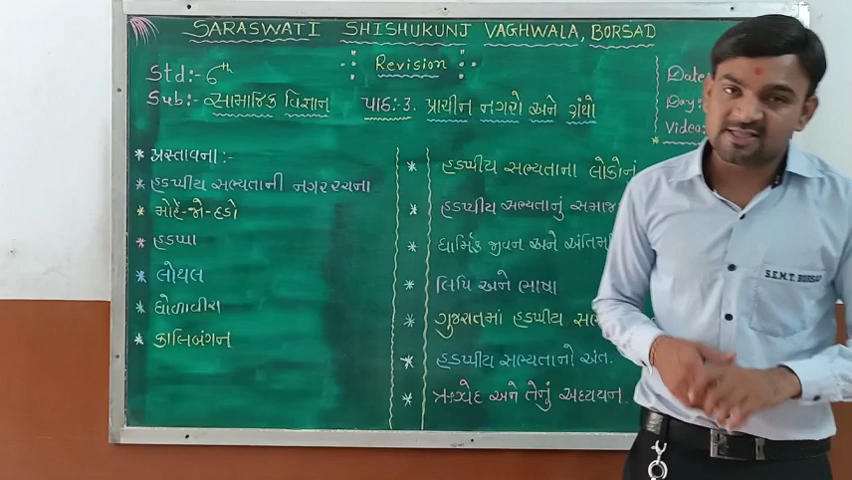 SARASWATI SHISHUKUNJ VAGHWALA, BORSAD
Revision
Std:- 6th
Sub:- સામાજિક વિજ્ઞાન પાઠ:-૩. પ્રાચીન નગરો અને ગ્રંથો
Date:
Day:
Video:
* પ્રસ્તાવના:-
* હડપ્પીય સભ્યતાની નગરરચના
* મોહેં-જો-દડો
* હડપ્પા
* લોથલ
* ધોળાવીરા
* કાલિબંગન
* હડપ્પીય સભ્યતાના લોકોનું
* હડપ્પીય સભ્યતાનું સમાજ
* ધાર્મિક જીવન અને અંતિમ
* લિપિ અને ભાષા
* ગુજરાતમાં હડપ્પીય
* હડપ્પીય સભ્યતાનો અંત.
* ઋગ્વેદ અને તેનું અધ્યયન.
S.E.M.T. BORSAD